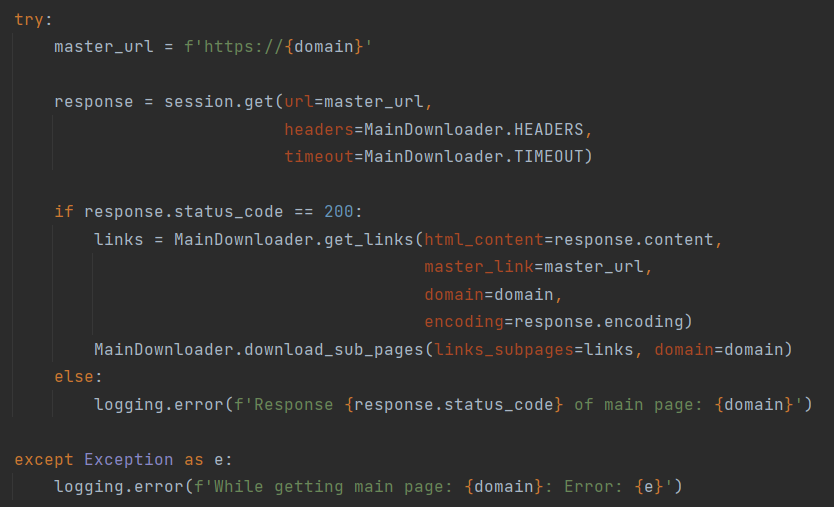 try:
    master_url = f'https://{domain}'

    response = session.get(url=master_url,
                           headers=MainDownloader.HEADERS,
                           timeout=MainDownloader.TIMEOUT)

    if response.status_code == 200:
        links = MainDownloader.get_links(html_content=response.content,
                                         master_link=master_url,
                                         domain=domain,
                                         encoding=response.encoding)
        MainDownloader.download_sub_pages(links_subpages=links, domain=domain)
    else:
        logging.error(f'Response {response.status_code} of main page: {domain}')

except Exception as e:
    logging.error(f'While getting main page: {domain}: Error: {e}')